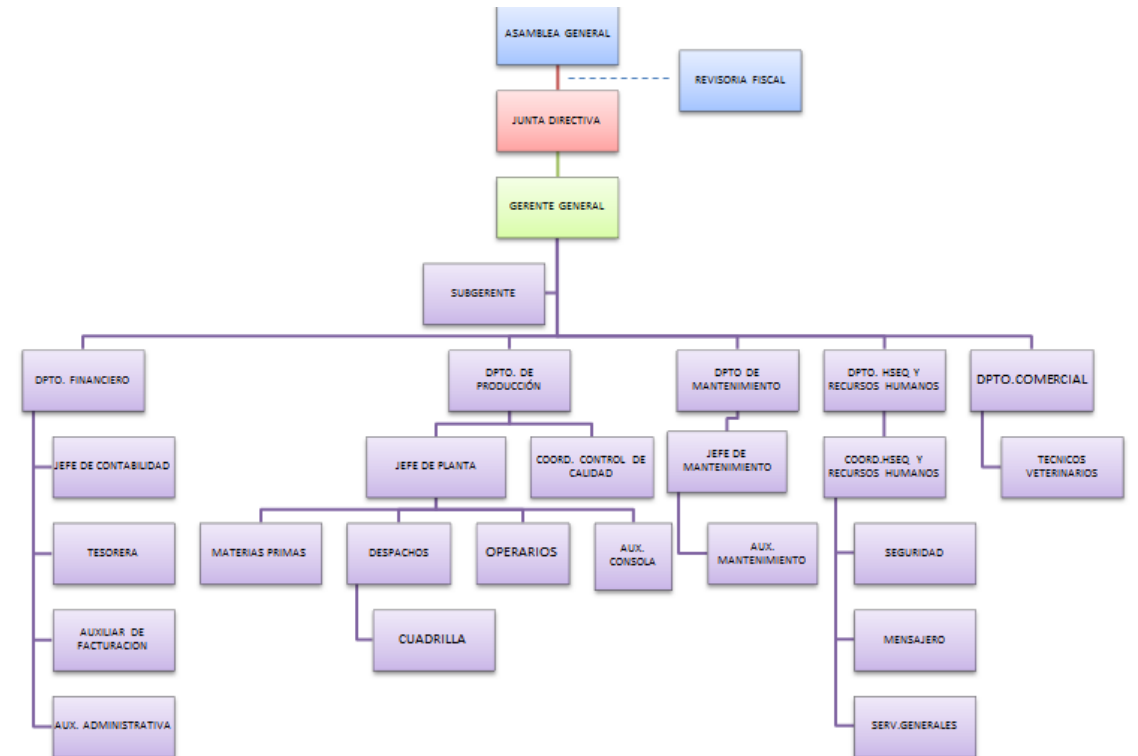 ASAMBLEA GENERAL
REVISORIA FISCAL
JUNTA DIRECTIVA
GERENTE GENERAL
SUBGERENTE
DPTO. FINANCIERO
DPTO. DE
PRODUCCIÓN
DPTO DE
MANTENIMIENTO
DPTO. HSEQ Y
RECURSOS HUMANOS
DPTO.COMERCIAL
JEFE DE CONTABILIDAD
JEFE DE PLANTA
COORD. CONTROL DE
CALIDAD
JEFE DE
MANTENIMIENTO
COORD.HSEQ Y
RECURSOS HUMANOS
TECNICOS
VETERINARIOS
TESORERA
MATERIAS PRIMAS
DESPACHOS
OPERARIOS
AUX.
CONSOLA
AUX.
MANTENIMIENTO
SEGURIDAD
AUXILIAR DE
FACTURACION
CUADRILLA
MENSAJERO
AUX. ADMINISTRATIVA
SERV.GENERALES